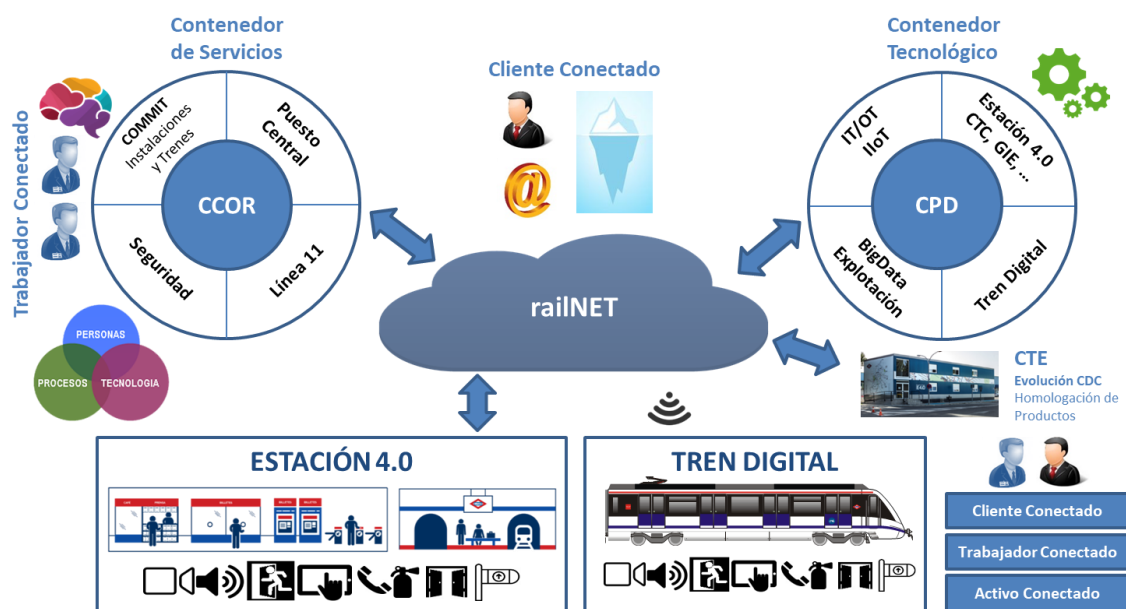 Contenedor
de Servicios
Cliente Conectado
Contenedor
Tecnológico
Trabajador Conectado
COMMIT
Instalaciones
y Trenes
Puesto
Central
CCOR
Seguridad
Línea 11
IT/OT
IIoT
Estación 4.0
CTC, GIE, ...
CPD
BigData
Explotación
Tren Digital
@
railNET
PERSONAS
PROCESOS
TECNOLOGIA
CTE
Evolución CDC
Homologación de
Productos
ESTACIÓN 4.0
TREN DIGITAL
Cliente Conectado
Trabajador Conectado
Activo Conectado